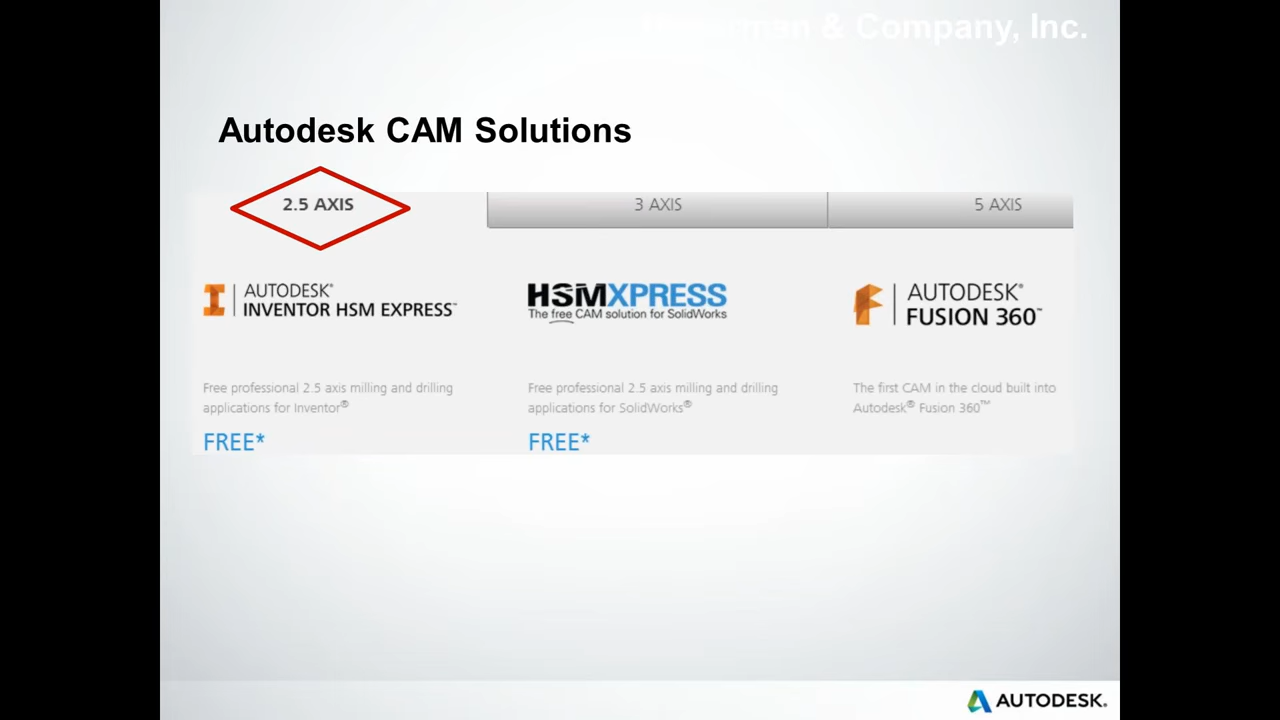 & Company, Inc.
Autodesk CAM Solutions
2.5 AXIS
3 AXIS
5 AXIS
AUTODESK®
INVENTOR HSM EXPRESS™
HSMXPRESS
The free CAM solution for SolidWorks
AUTODESK®
FUSION 360™
Free professional 2.5 axis milling and drilling
applications for Inventor®
FREE*
Free professional 2.5 axis milling and drilling
applications for SolidWorks®
FREE*
The first CAM in the cloud built into
Autodesk® Fusion 360™
AUTODESK.